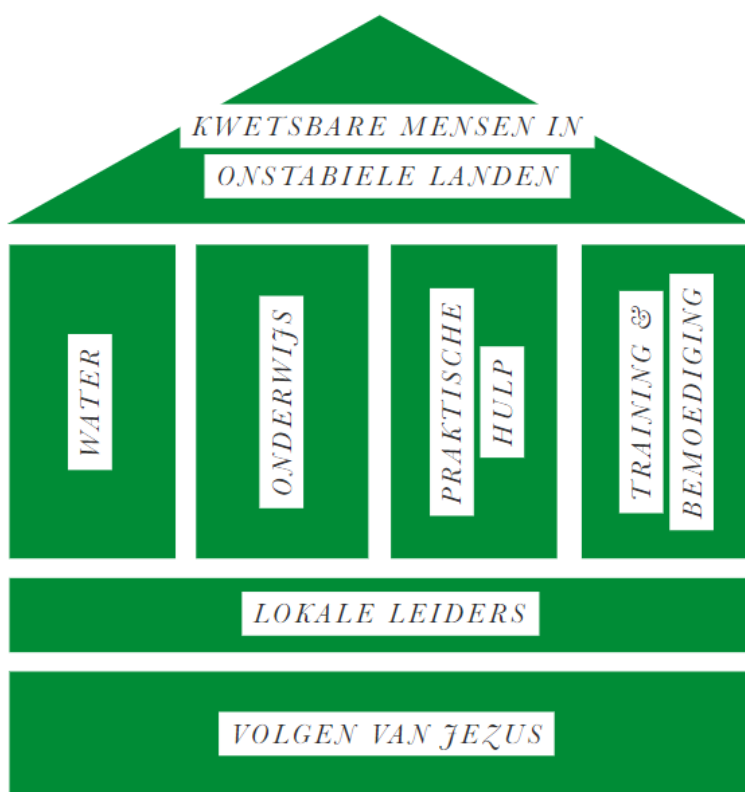 KWETSBARE MENSEN IN
ONSTABIELE LANDEN
WATER
ONDERWIJS
PRAKTISCHE
HULP
TRAINING &
BEMOEDIGING
LOKALE LEIDERS
VOLGEN VAN JEZUS